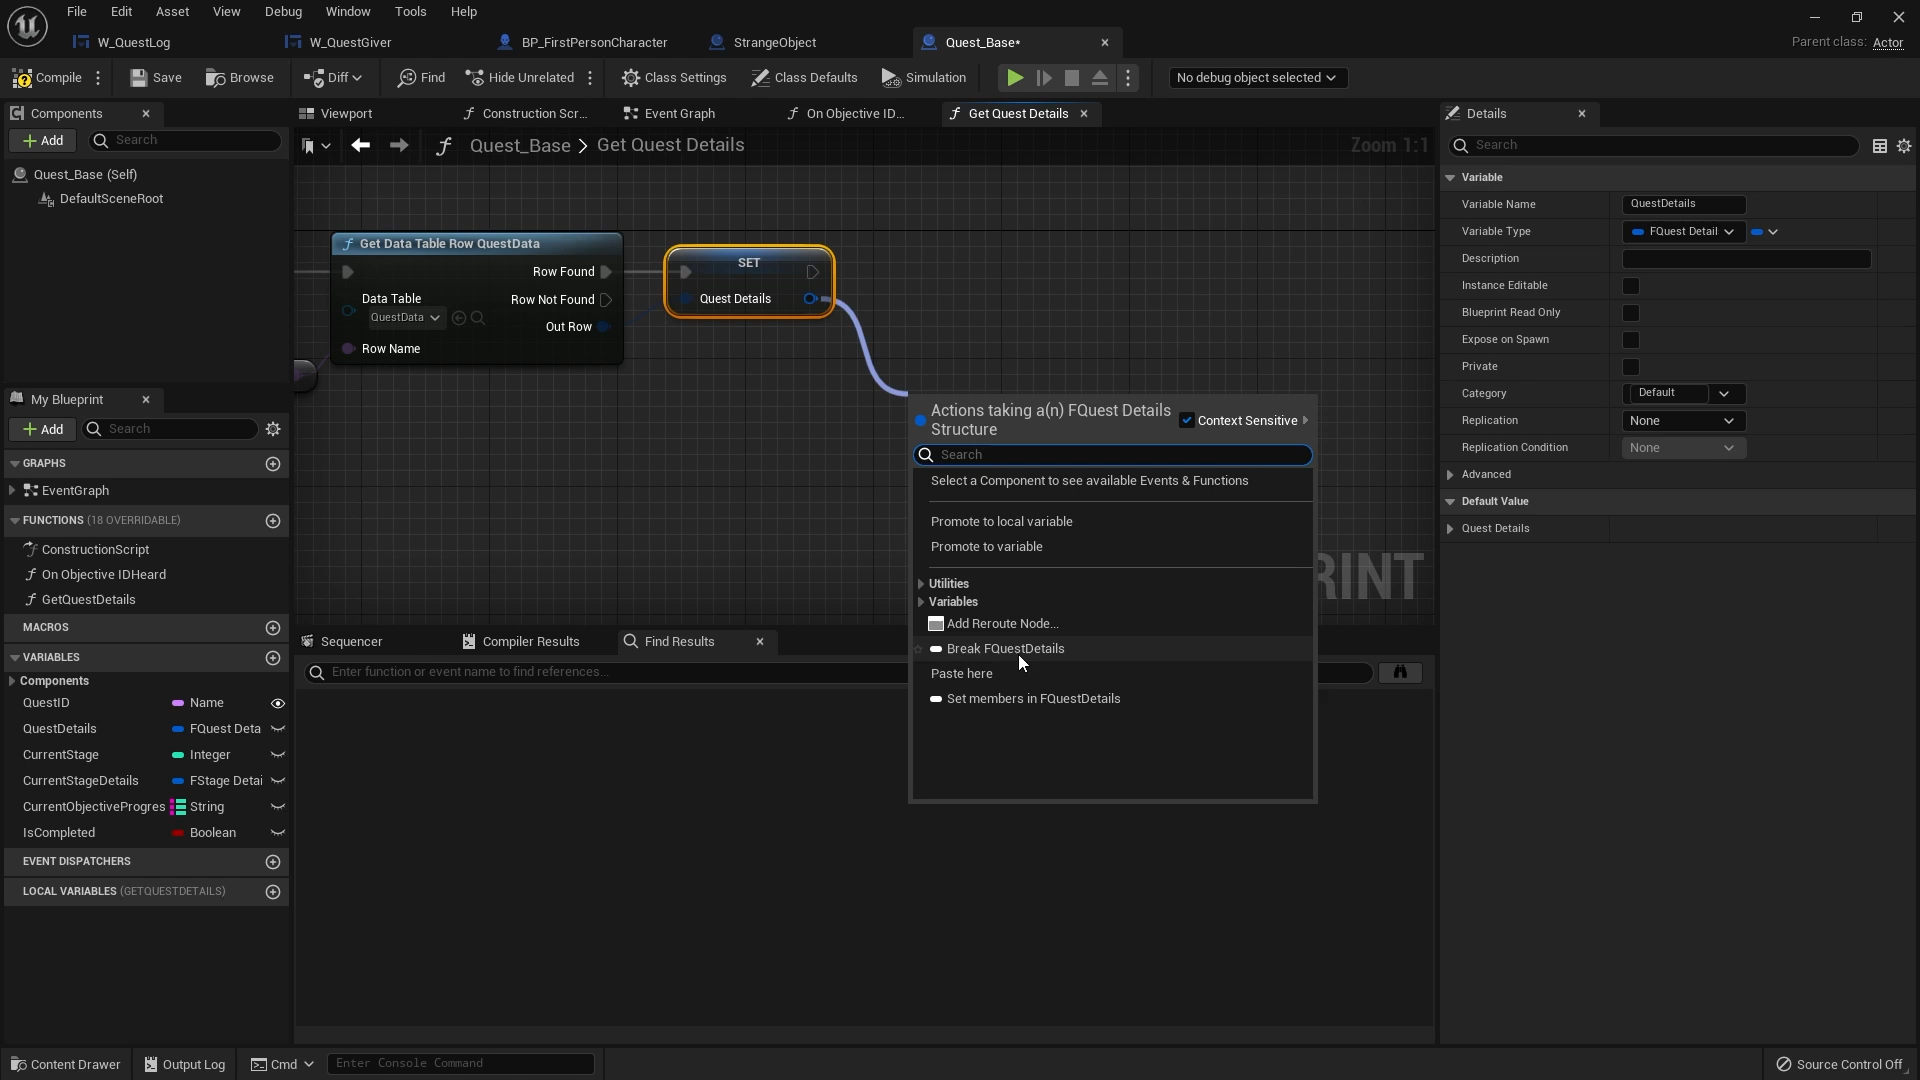 File Edit Asset View Debug Window Tools Help
W_QuestLog W_QuestGiver BP_FirstPersonCharacter StrangeObject Quest_Base* Parent class: Actor
Compile Save Browse Diff Find Hide Unrelated Class Settings Class Defaults Simulation No debug object selected
Components
Add Search
Quest_Base (Self)
DefaultSceneRoot
My Blueprint
Add Search
GRAPHS
EventGraph
FUNCTIONS (18 OVERRIDABLE)
ConstructionScript
On Objective IDHeard
GetQuestDetails
MACROS
VARIABLES
Components
QuestID Name
QuestDetails FQuest Deta
CurrentStage Integer
CurrentStageDetails FStage Detai
CurrentObjectiveProgres String
IsCompleted Boolean
EVENT DISPATCHERS
LOCAL VARIABLES (GETQUESTDETAILS)
Viewport Construction Scr... Event Graph On Objective ID... Get Quest Details
Quest_Base > Get Quest Details Zoom 1:1
Get Data Table Row QuestData
Row Found
Data Table
QuestData
Row Not Found
Out Row
Row Name
SET
Quest Details
Actions taking a(n) FQuest Details
Structure
Context Sensitive
Search
Select a Component to see available Events & Functions
Promote to local variable
Promote to variable
Utilities
Variables
Add Reroute Node...
Break FQuestDetails
Paste here
Set members in FQuestDetails
RINT
Sequencer Compiler Results Find Results
Enter function or event name to find references...
Details
Search
Variable
Variable Name QuestDetails
Variable Type FQuest Detail
Description
Instance Editable
Blueprint Read Only
Expose on Spawn
Private
Category Default
Replication None
Replication Condition None
Advanced
Default Value
Quest Details
Content Drawer Output Log Cmd Enter Console Command Source Control Off